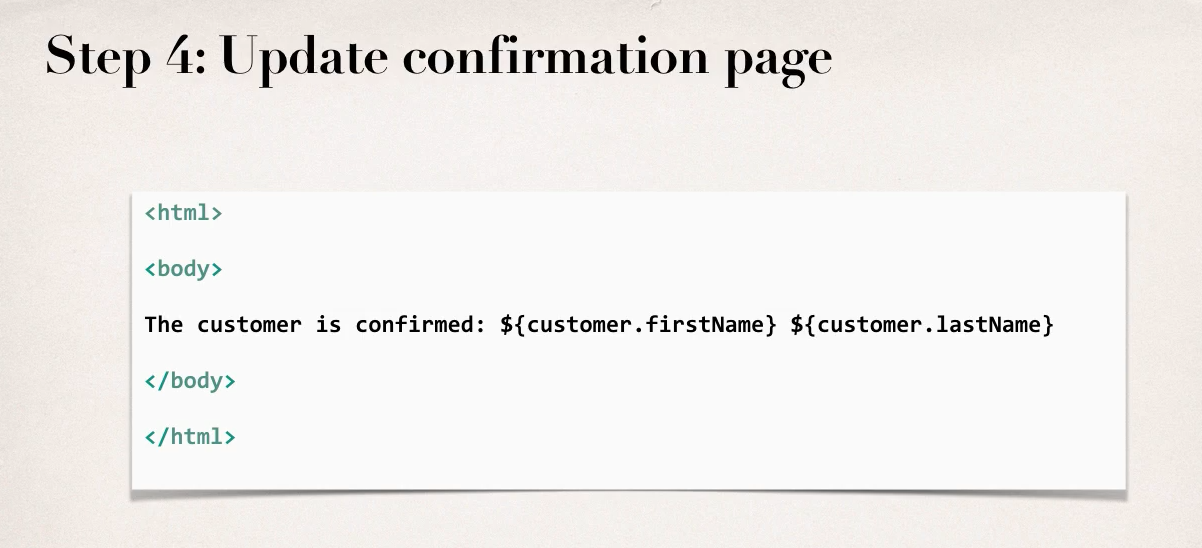 Step 4: Update confirmation page
<html>
<body>
The customer is confirmed: ${customer.firstName} ${customer.lastName}
</body>
</html>